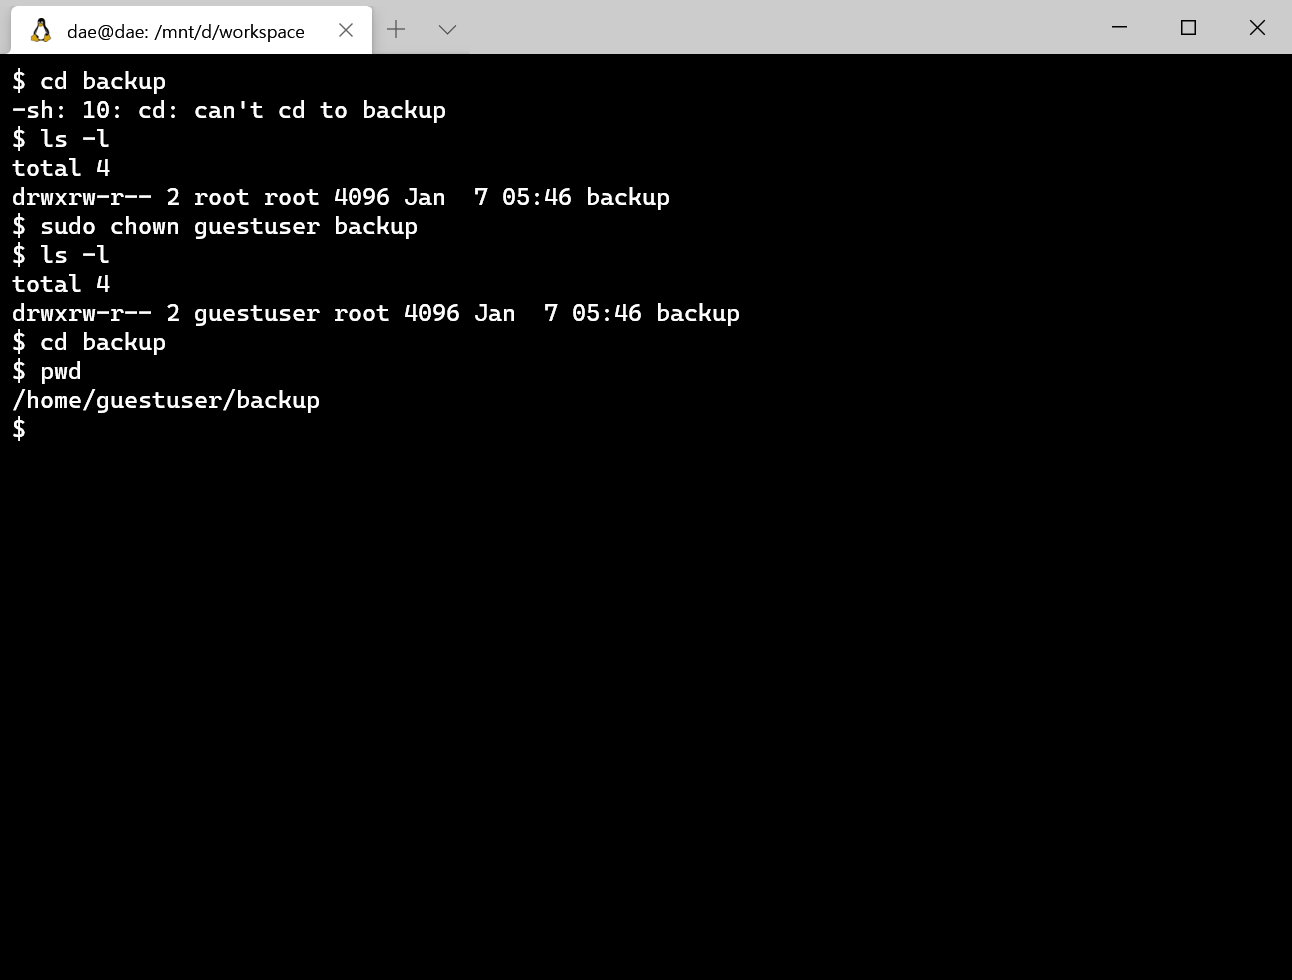 dae@dae: /mnt/d/workspace
$ cd backup
-sh: 10: cd: can't cd to backup
$ ls -l
total 4
drwxrw-r-- 2 root root 4096 Jan  7 05:46 backup
$ sudo chown guestuser backup
$ ls -l
total 4
drwxrw-r-- 2 guestuser root 4096 Jan  7 05:46 backup
$ cd backup
$ pwd
/home/guestuser/backup
$